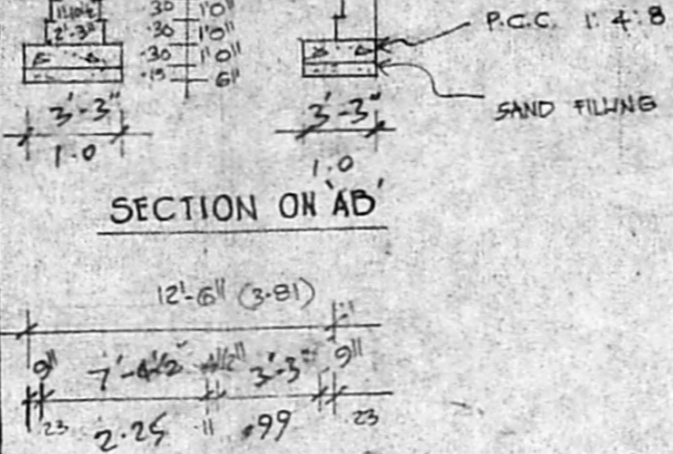 .30 1'0"
2'-3" .30 1'0"
.30 1'0"
.15 6"
P.C.C. 1:4:8
SAND FILLING
3'-3" 3'-3"
1.0 1.0
SECTION ON 'AB'
12'-6" (3.81)
9" 7'-4½" 4½" 3'-3" 9"
.23 2.25 .11 .99 .23